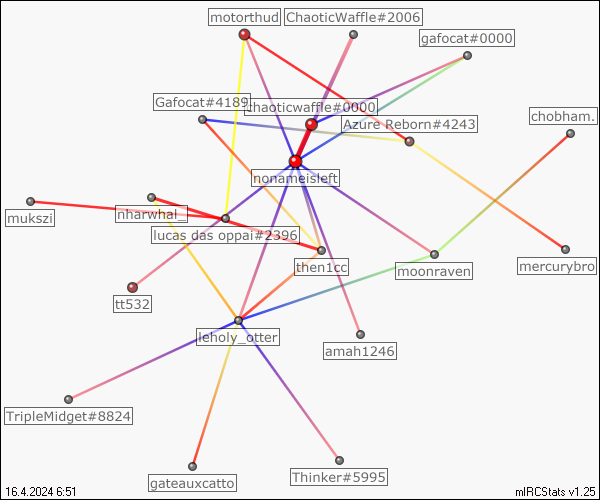 motorthud
ChaoticWaffle#2006
gafocat#0000
Gafocat#4189
chaoticwaffle#0000
Azure Reborn#4243
chobham.
nonameisleft
mukszi
nharwhal_
lucas das oppai#2396
then1cc
moonraven
mercurybro
tt532
leholy_otter
amah1246
TripleMidget#8824
gateauxcatto
Thinker#5995
16.4.2024 6:51
mIRCStats v1.25